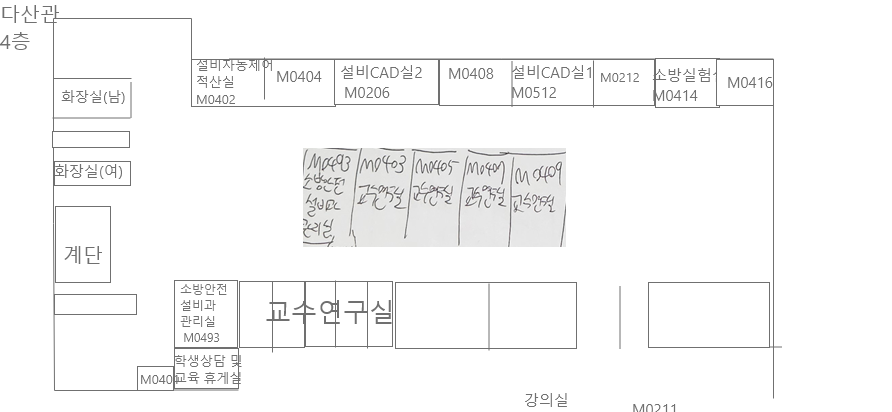 다산관
4층
설비자동제어
적산실
M0402
M0404
설비CAD실2
M0206
M0408
설비CAD실1
M0512
M0212
소방실험실
M0414
M0416
화장실(남)
화장실(여)
계단
M0493
소방안전
설비과
관리실
M0403
교수연구실
M0405
교수연구실
M0407
교수연구실
M0409
교수연구실
소방안전
설비과
관리실
M0493
교수연구실
학생상담 및
교육 휴게실
M0401
강의실
M0211